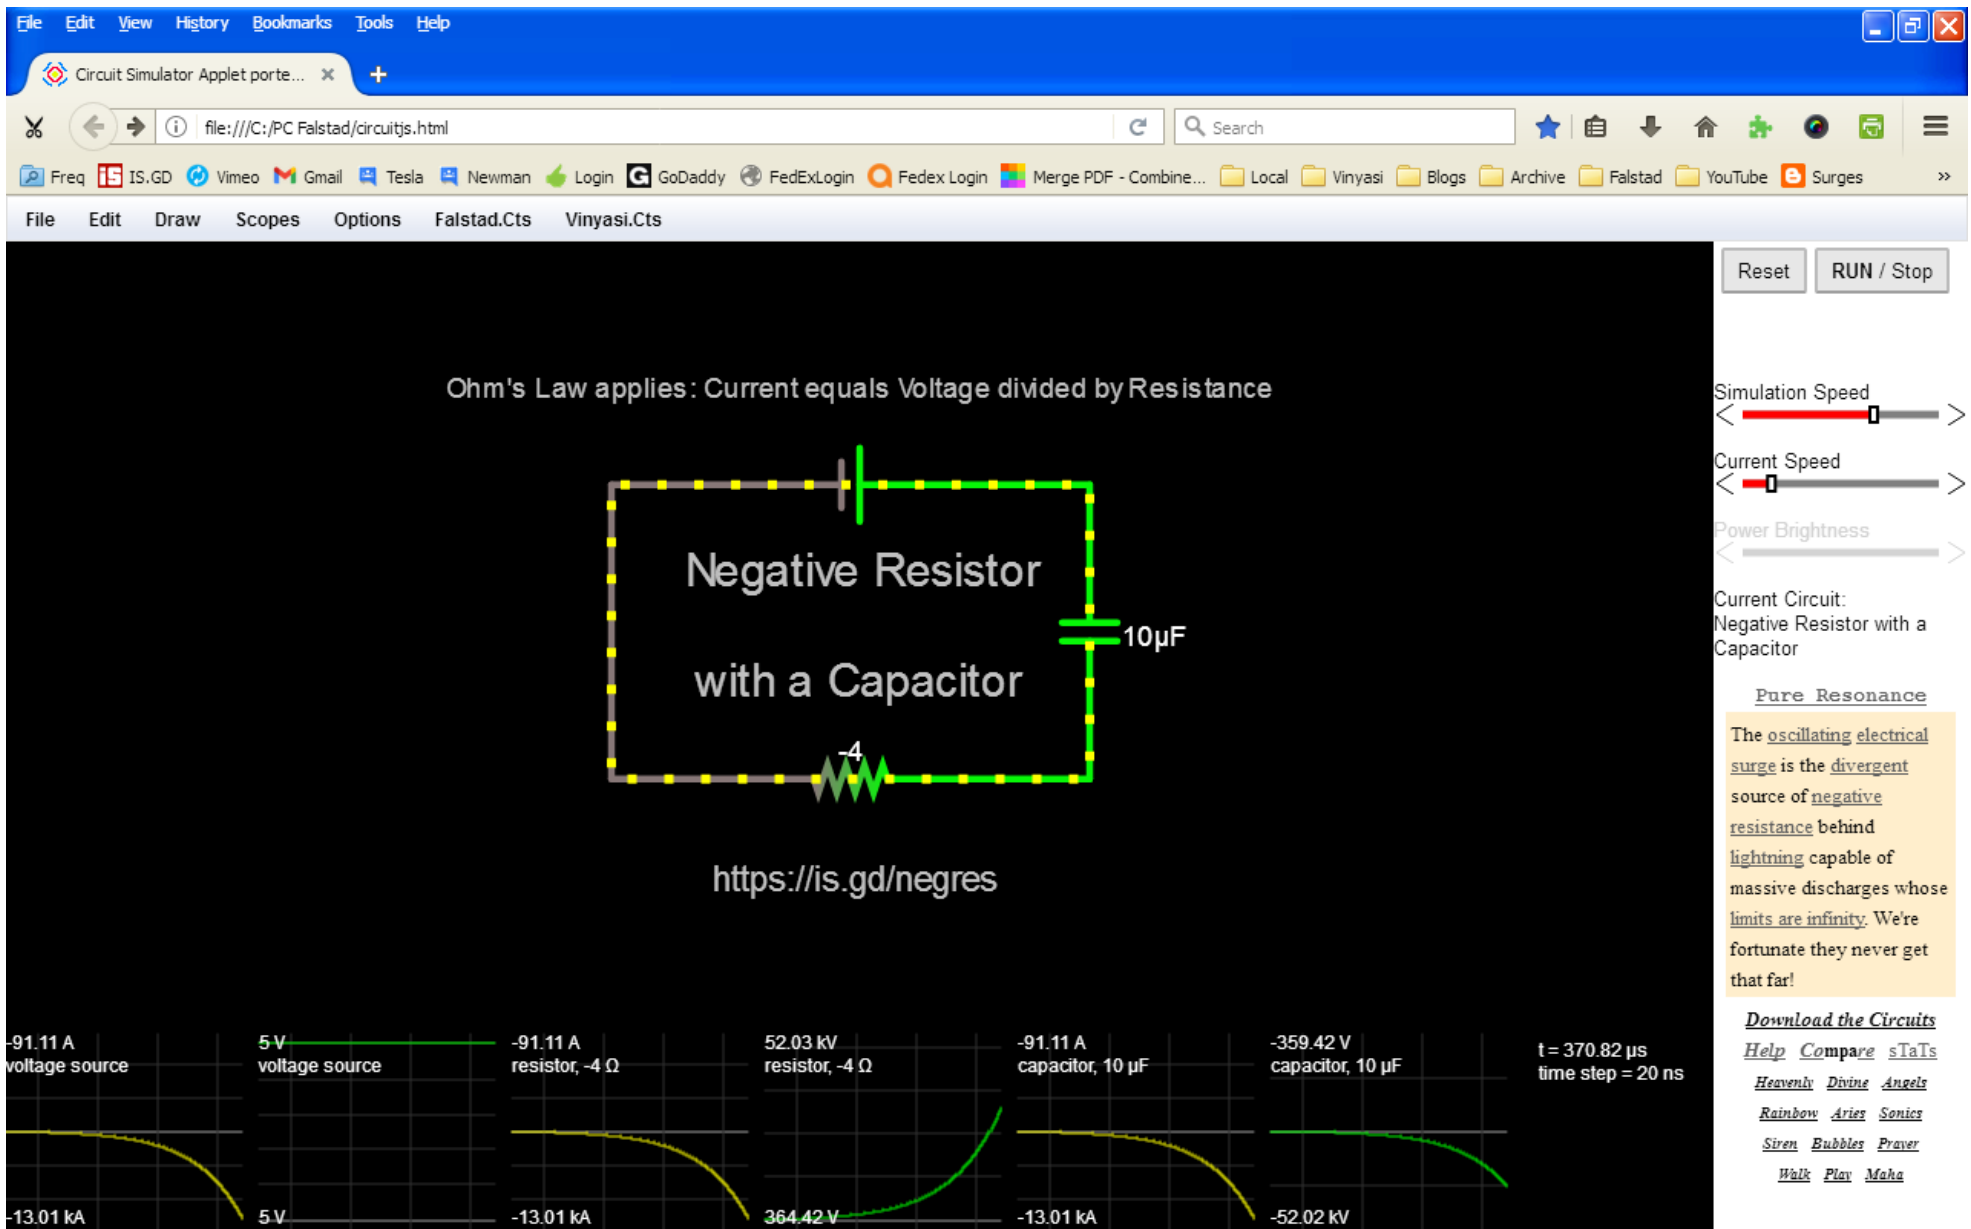 File Edit View History Bookmarks Tools Help
Circuit Simulator Applet porte...
file:///C:/PC Falstad/circuitjs.html
Search
Freq IS.GD Vimeo Gmail Tesla Newman Login GoDaddy FedExLogin Fedex Login Merge PDF - Combine... Local Vinyasi Blogs Archive Falstad YouTube Surges »
File Edit Draw Scopes Options Falstad.Cts Vinyasi.Cts
Reset RUN / Stop
Ohm's Law applies: Current equals Voltage divided by Resistance
Negative Resistor
10µF
with a Capacitor
-4
https://is.gd/negres
Simulation Speed
Current Speed
Power Brightness
Current Circuit:
Negative Resistor with a
Capacitor
Pure Resonance
The oscillating electrical
surge is the divergent
source of negative
resistance behind
lightning capable of
massive discharges whose
limits are infinity. We're
fortunate they never get
that far!
Download the Circuits
Help Compare sTaTs
Heavenly Divine Angels
Rainbow Aries Sonics
Siren Bubbles Prayer
Walk Play Maha
-91.11 A
voltage source
-13.01 kA
5 V
voltage source
5 V
-91.11 A
resistor, -4 Ω
-13.01 kA
52.03 kV
resistor, -4 Ω
364.42 V
-91.11 A
capacitor, 10 µF
-13.01 kA
-359.42 V
capacitor, 10 µF
-52.02 kV
t = 370.82 µs
time step = 20 ns